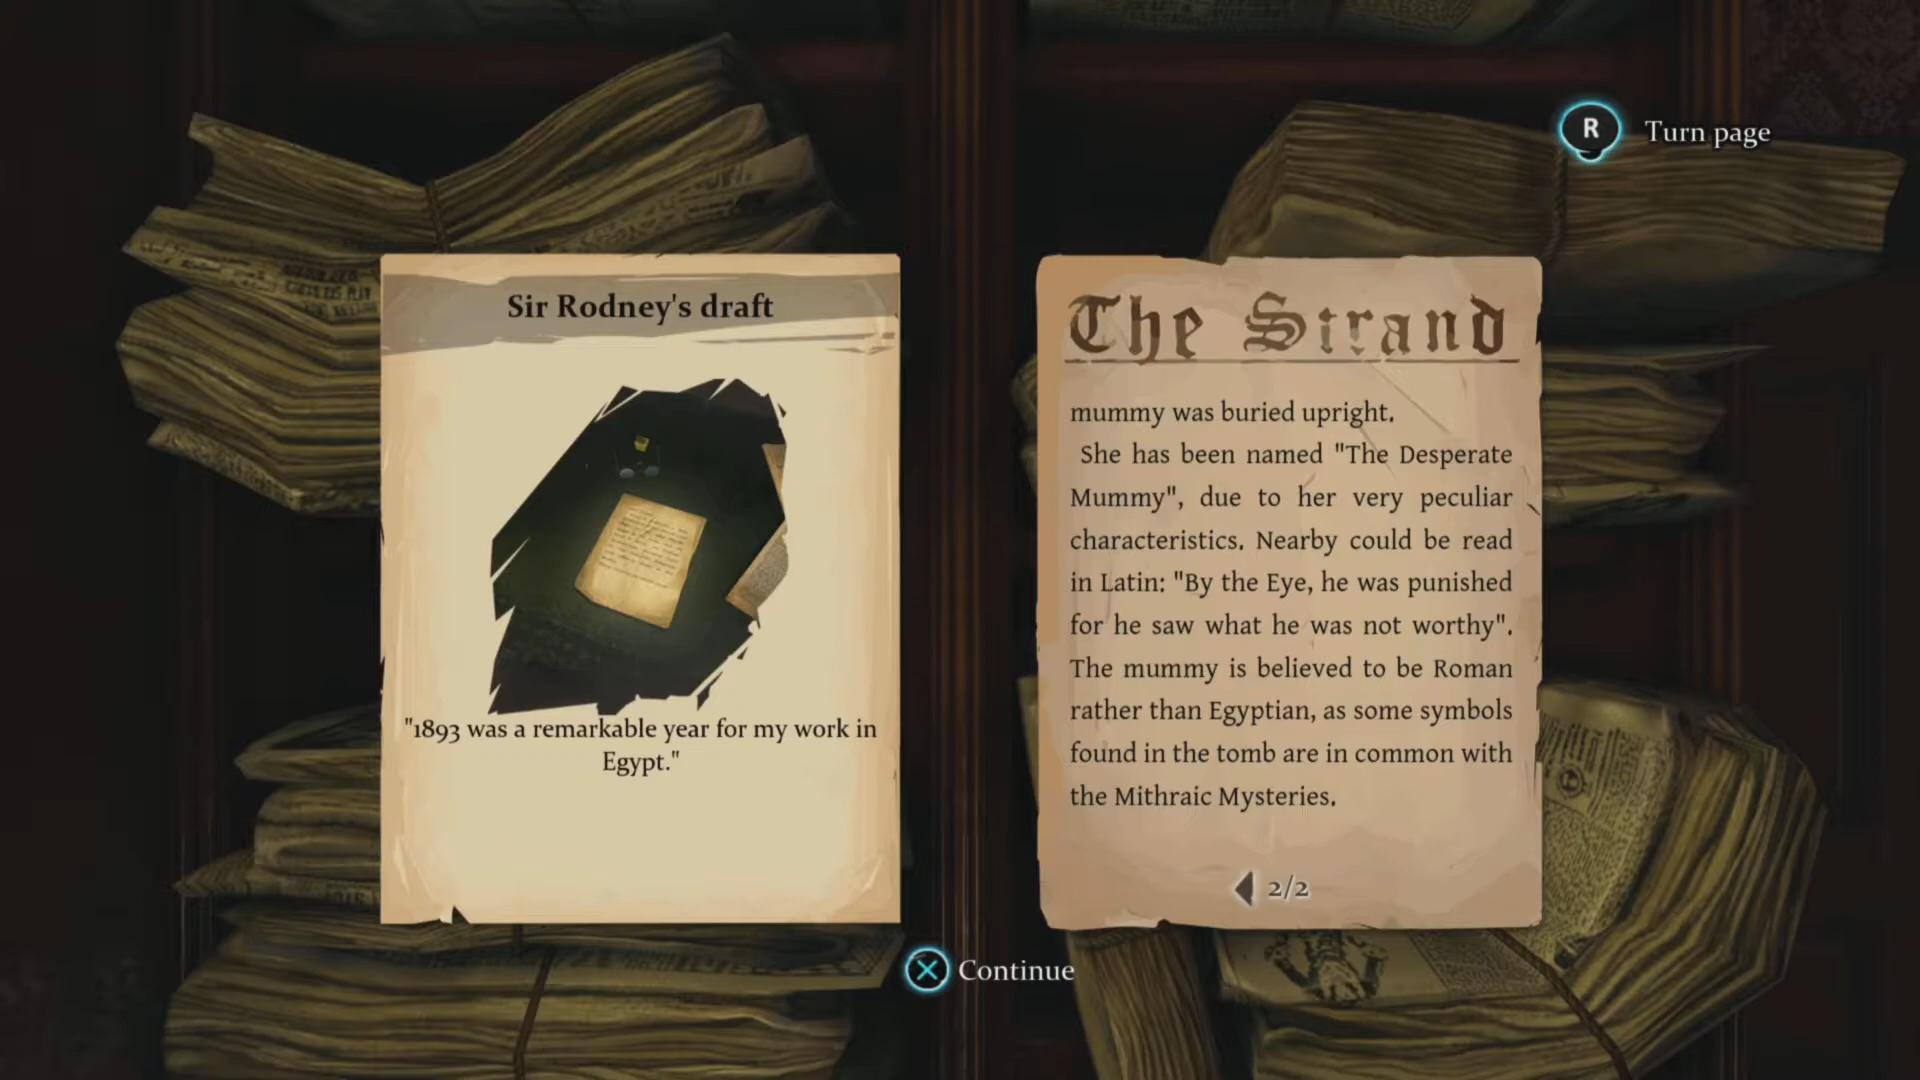 R Turn page
Sir Rodney's draft
"1893 was a remarkable year for my work in
Egypt."
The Strand
mummy was buried upright.
She has been named "The Desperate
Mummy", due to her very peculiar
characteristics. Nearby could be read
in Latin: "By the Eye, he was punished
for he saw what he was not worthy".
The mummy is believed to be Roman
rather than Egyptian, as some symbols
found in the tomb are in common with
the Mithraic Mysteries.
2/2
Continue